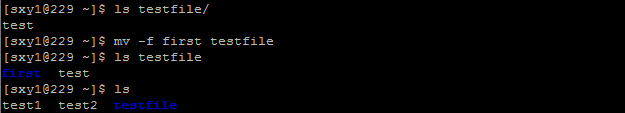 [sxy1@229 ~]$ ls testfile/
test
[sxy1@229 ~]$ mv -f first testfile
[sxy1@229 ~]$ ls testfile
first  test
[sxy1@229 ~]$ ls
test1  test2  testfile